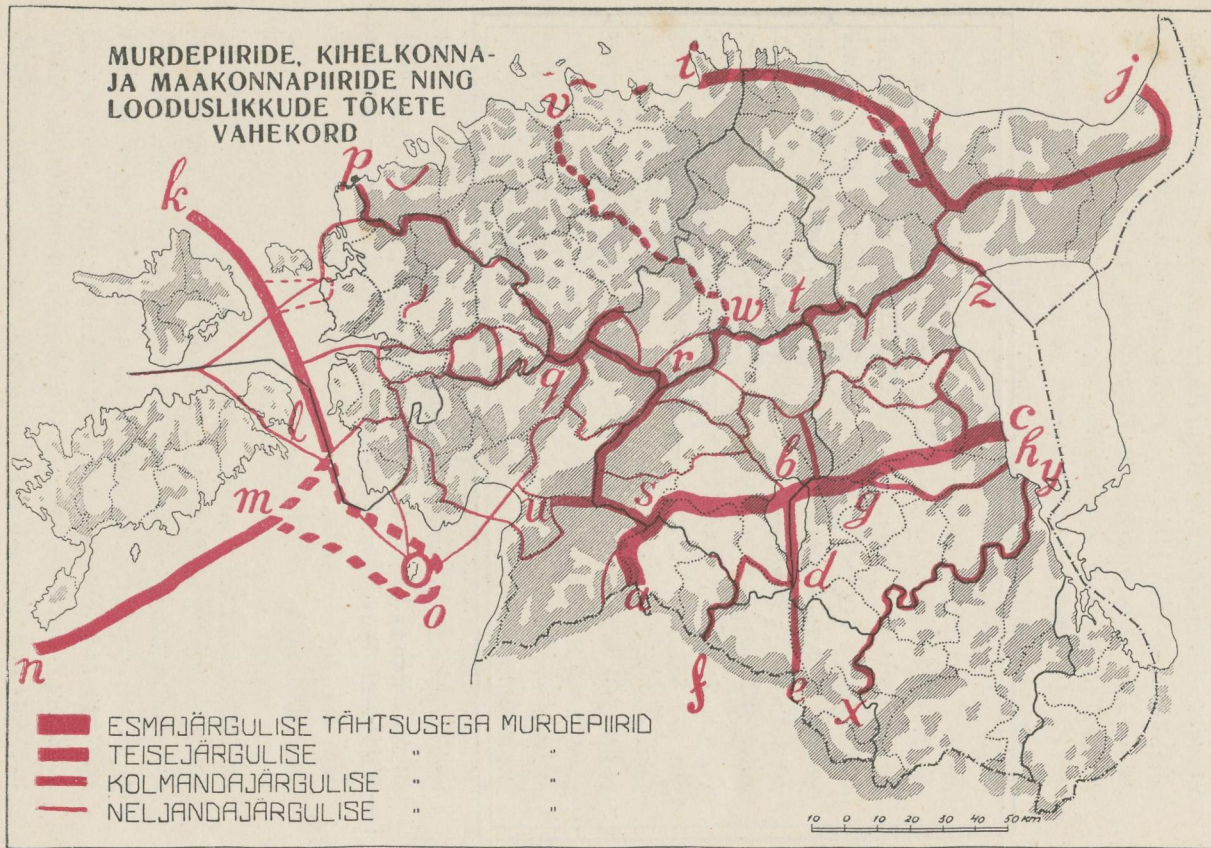 MURDEPIIRIDE, KIHELKONNA-
JA MAAKONNAPIIRIDE NING
LOODUSLIKKUDE TÕKETE
VAHEKORD
i
j
v
p
k
z
w
t
r
q
l
c
h y
b
g
s
u
m
d
a
o
n
f
e
x
ESMAJÄRGULISE TÄHTSUSEGA MURDEPIIRID
TEISEJÄRGULISE " "
KOLMANDAJÄRGULISE " "
NELJANDAJÄRGULISE " "
10 0 10 20 30 40 50 KM